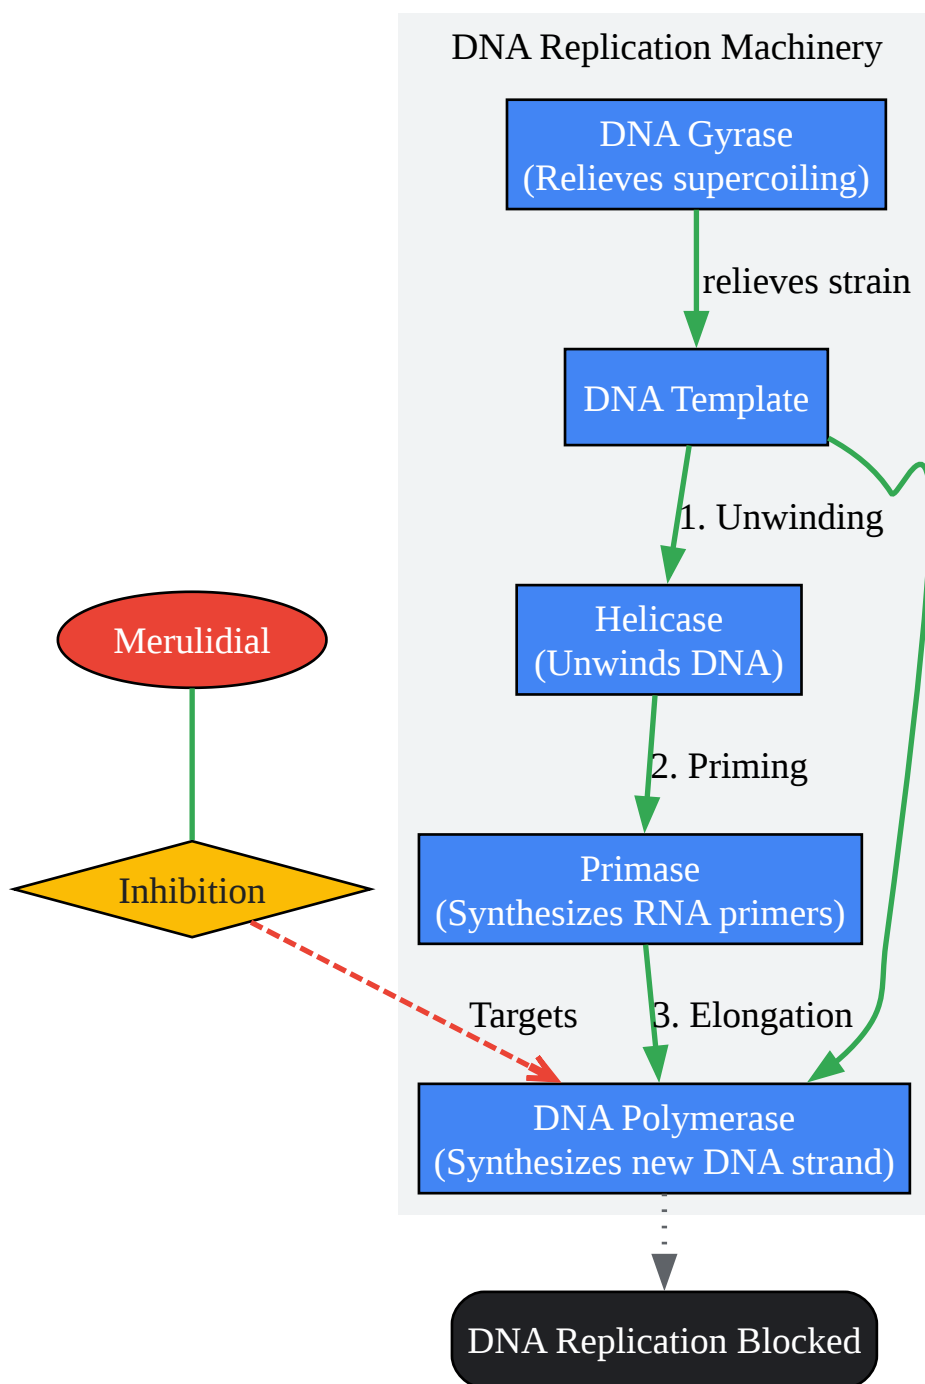 DNA Replication Machinery
DNA Gyrase
(Relieves supercoiling)
relieves strain
DNA Template
1. Unwinding
Helicase
(Unwinds DNA)
Merulidial
2. Priming
Inhibition
Primase
(Synthesizes RNA primers)
Targets
3. Elongation
DNA Polymerase
(Synthesizes new DNA strand)
DNA Replication Blocked